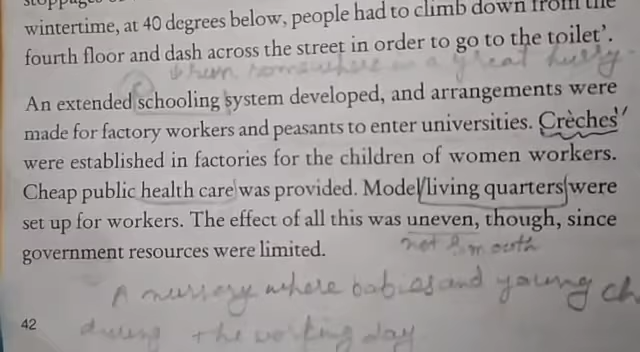 wintertime, at 40 degrees below, people had to climb down from the
fourth floor and dash across the street in order to go to the toilet'.
somewhere in a great hurry
An extended schooling system developed, and arrangements were
made for factory workers and peasants to enter universities. Crèches
were established in factories for the children of women workers.
Cheap public health care was provided. Model living quarters were
set up for workers. The effect of all this was uneven, though, since
government resources were limited.
not smooth
A nursery where babies and young ch
during the working day
42